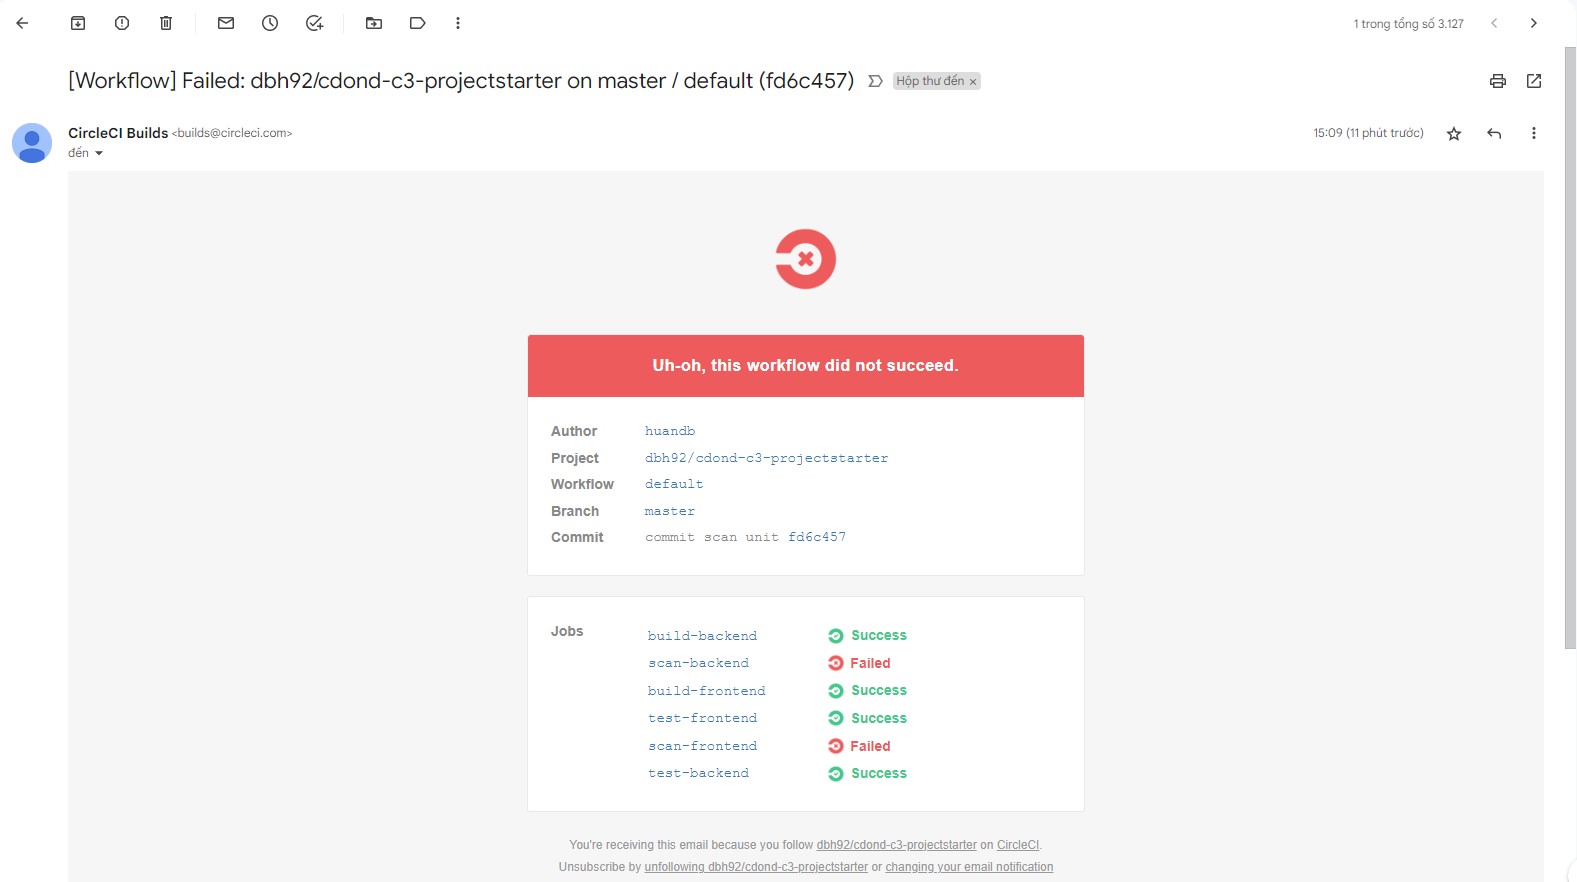 1 trong tổng số 3.127
[Workflow] Failed: dbh92/cdond-c3-projectstarter on master / default (fd6c457)
Hộp thư đến ×
CircleCI Builds <builds@circleci.com>
15:09 (11 phút trước)
đến
Uh-oh, this workflow did not succeed.
Author huandb
Project dbh92/cdond-c3-projectstarter
Workflow default
Branch master
Commit commit scan unit fd6c457
Jobs
build-backend Success
scan-backend Failed
build-frontend Success
test-frontend Success
scan-frontend Failed
test-backend Success
You're receiving this email because you follow dbh92/cdond-c3-projectstarter on CircleCI.
Unsubscribe by unfollowing dbh92/cdond-c3-projectstarter or changing your email notification